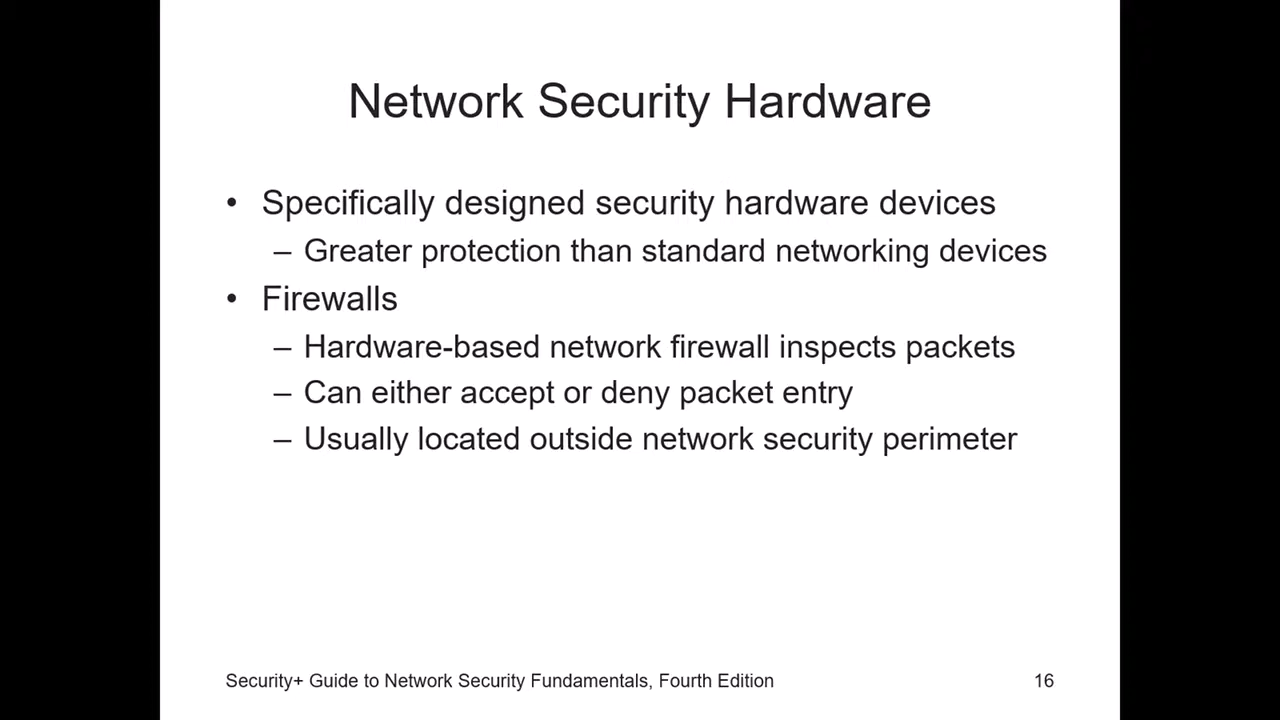 Network Security Hardware
• Specifically designed security hardware devices
– Greater protection than standard networking devices
• Firewalls
– Hardware-based network firewall inspects packets
– Can either accept or deny packet entry
– Usually located outside network security perimeter
Security+ Guide to Network Security Fundamentals, Fourth Edition
16